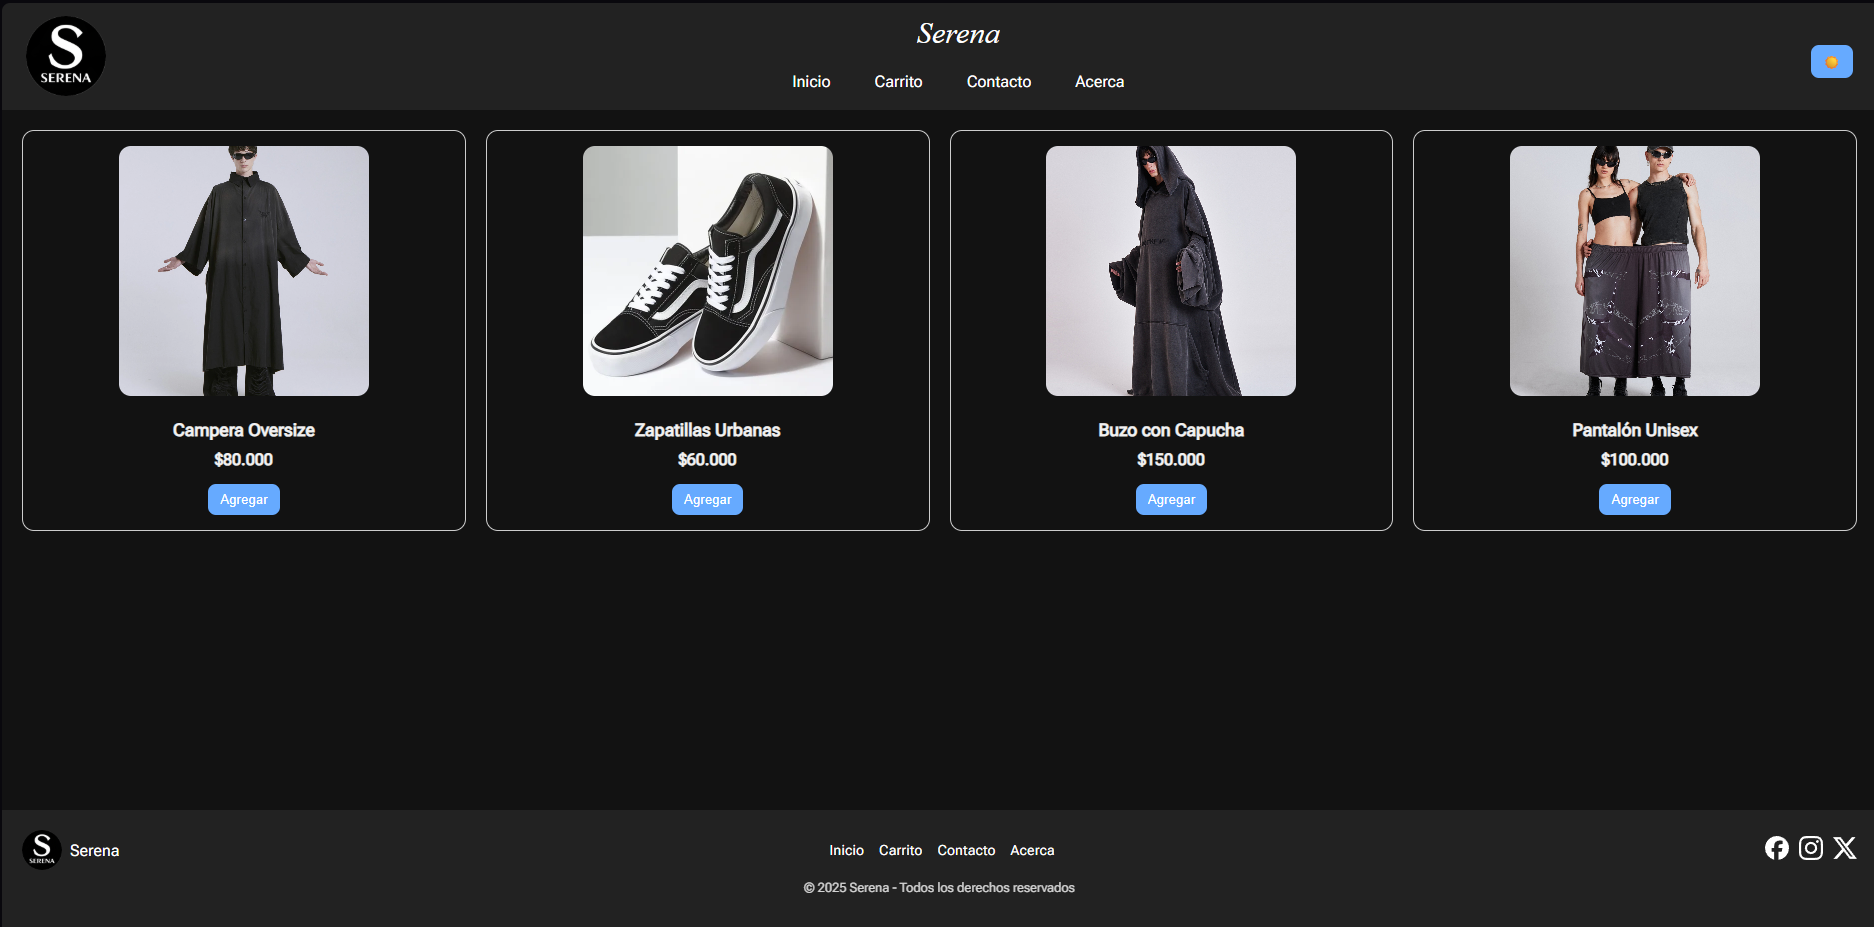 S
SERENA
Serena
Inicio Carrito Contacto Acerca
Campera Oversize
$80.000
Agregar
Zapatillas Urbanas
$60.000
Agregar
Buzo con Capucha
$150.000
Agregar
Pantalón Unisex
$100.000
Agregar
S
SERENA
Serena
Inicio Carrito Contacto Acerca
© 2025 Serena - Todos los derechos reservados